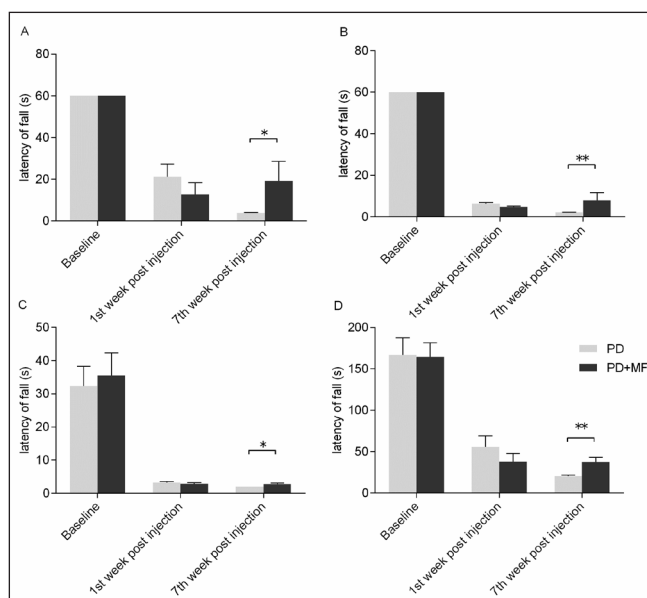 A
latency of fall (s)
80
60
40
20
0
*
Baseline
1st week post injection
7th week post injection
B
latency of fall (s)
80
60
40
20
0
**
Baseline
1st week post injection
7th week post injection
C
latency of fall (s)
50
40
30
20
10
0
*
Baseline
1st week post injection
7th week post injection
D
latency of fall (s)
200
150
100
50
0
PD
PD+MF
**
Baseline
1st week post injection
7th week post injection